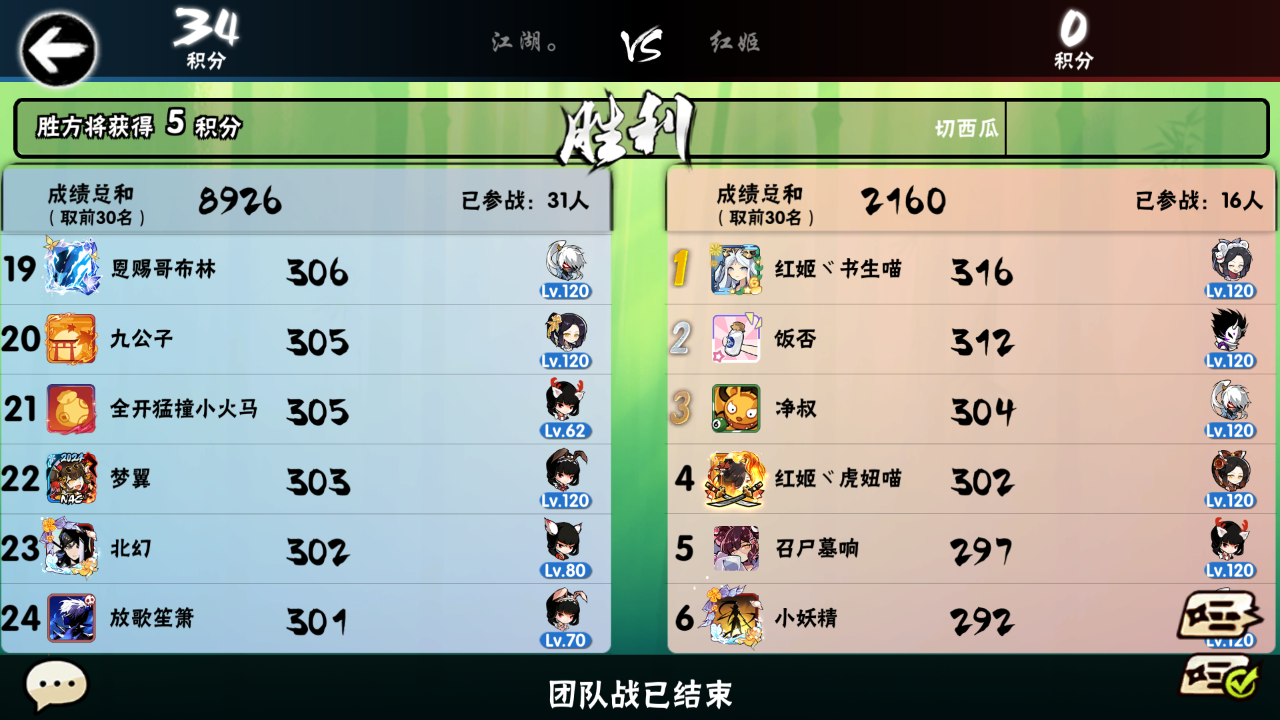 34
积分
江湖。
VS
红姬
0
积分
胜方将获得 5 积分
胜利
切西瓜
成绩总和
(取前30名)
8926
已参战：31人
19 恩赐哥布林 306 Lv.120
20 九公子 305 Lv.120
21 全开猛撞小火马 305 Lv.62
22 梦翼 303 Lv.120
23 北幻 302 Lv.80
24 放歌笙箫 301 Lv.70
成绩总和
(取前30名)
2160
已参战：16人
1 红姬ヾ书生喵 316 Lv.120
2 饭否 312 Lv.120
3 净叔 304 Lv.120
4 红姬ヾ虎妞喵 302 Lv.120
5 召尸墓响 297 Lv.120
6 小妖精 292 Lv.120
团队战已结束